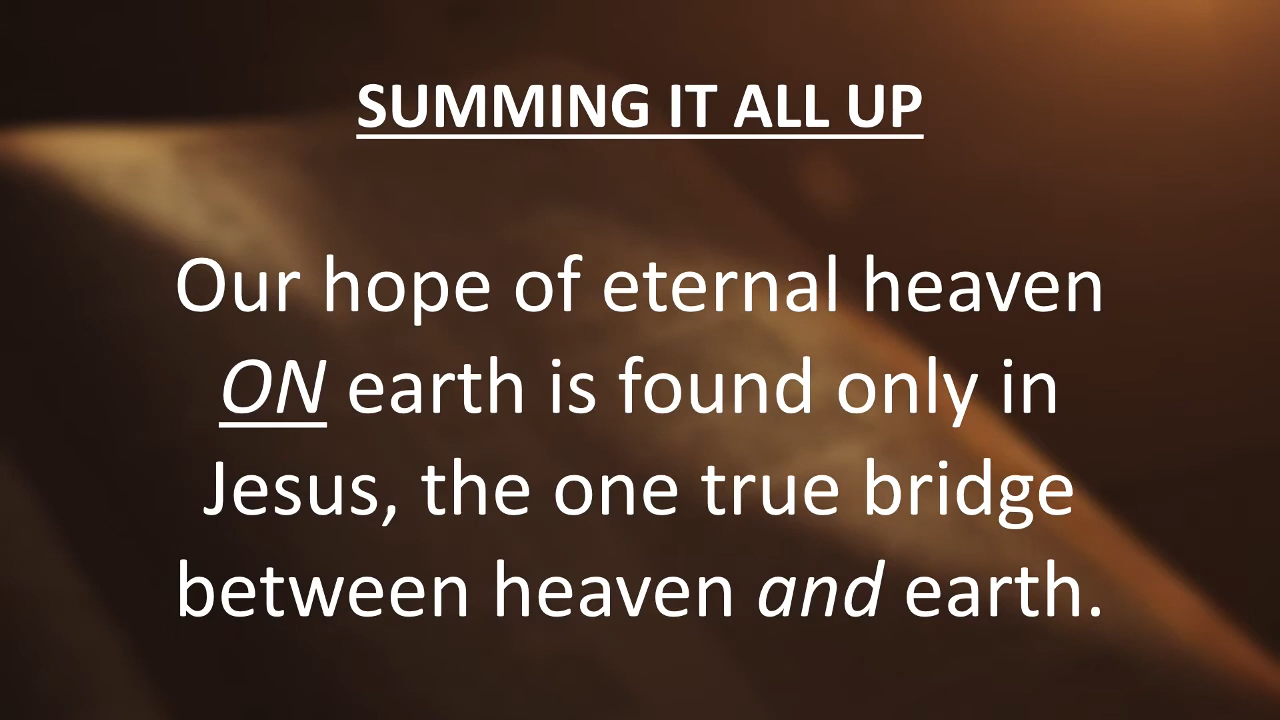 SUMMING IT ALL UP
Our hope of eternal heaven
ON earth is found only in
Jesus, the one true bridge
between heaven and earth.